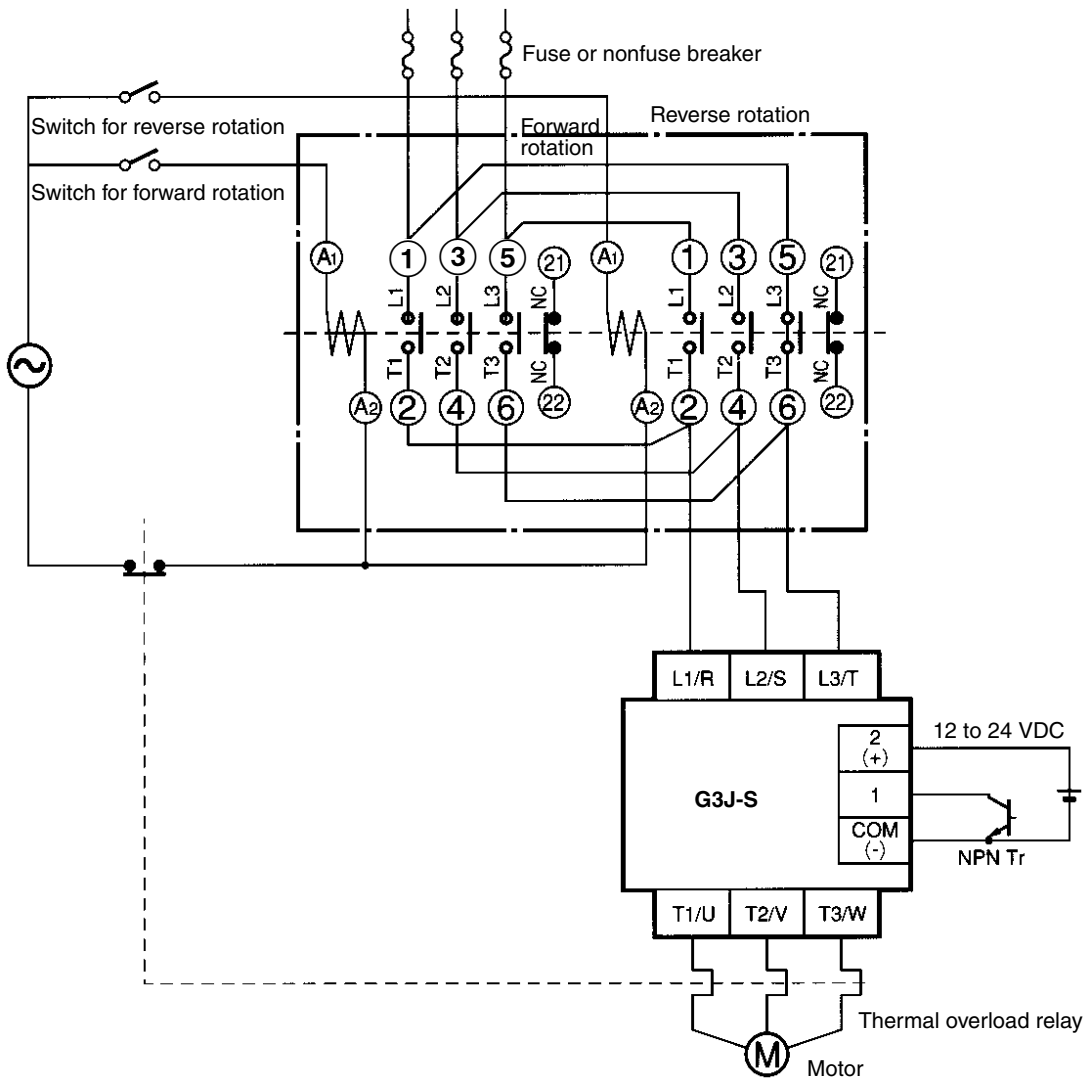 Fuse or nonfuse breaker
Switch for reverse rotation
Forward rotation
Reverse rotation
Switch for forward rotation
A1 1 3 5 21 A1 1 3 5 21
L1 L2 L3 NC L1 L2 L3 NC
T1 T2 T3 NC T1 T2 T3 NC
A2 2 4 6 22 A2 2 4 6 22
L1/R L2/S L3/T
2 (+)
12 to 24 VDC
G3J-S
1
COM (-)
NPN Tr
T1/U T2/V T3/W
Thermal overload relay
M
Motor